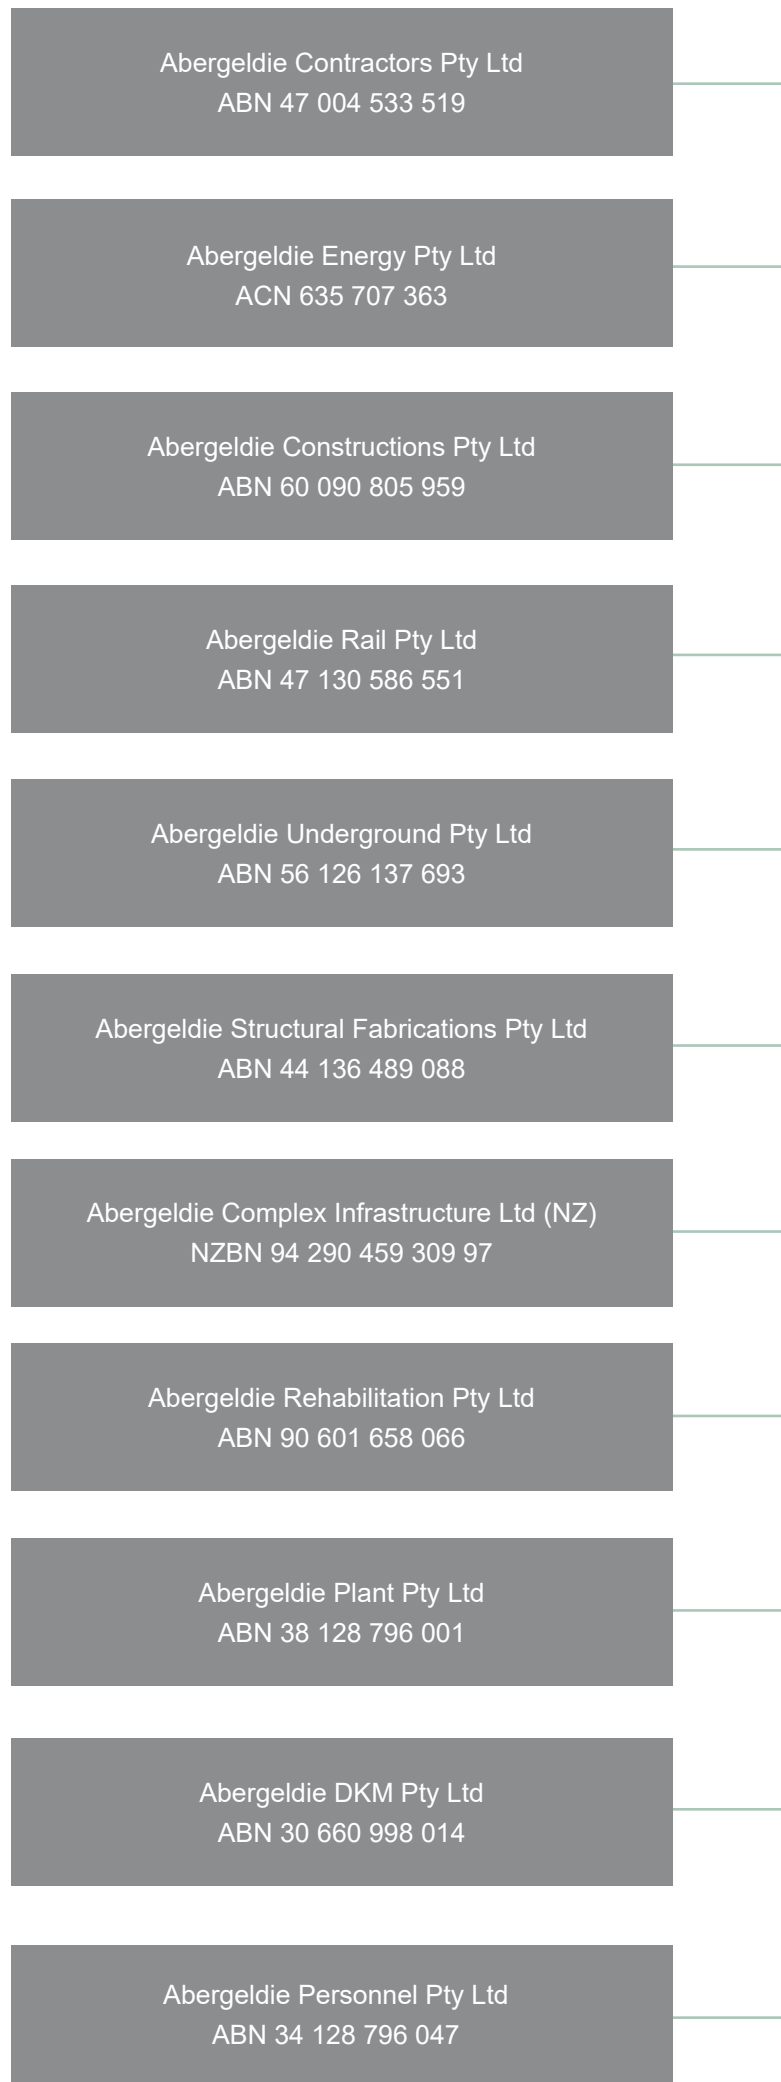 Abergeldie Contractors Pty Ltd
ABN 47 004 533 519
Abergeldie Energy Pty Ltd
ACN 635 707 363
Abergeldie Constructions Pty Ltd
ABN 60 090 805 959
Abergeldie Rail Pty Ltd
ABN 47 130 586 551
Abergeldie Underground Pty Ltd
ABN 56 126 137 693
Abergeldie Structural Fabrications Pty Ltd
ABN 44 136 489 088
Abergeldie Complex Infrastructure Ltd (NZ)
NZBN 94 290 459 309 97
Abergeldie Rehabilitation Pty Ltd
ABN 90 601 658 066
Abergeldie Plant Pty Ltd
ABN 38 128 796 001
Abergeldie DKM Pty Ltd
ABN 30 660 998 014
Abergeldie Personnel Pty Ltd
ABN 34 128 796 047